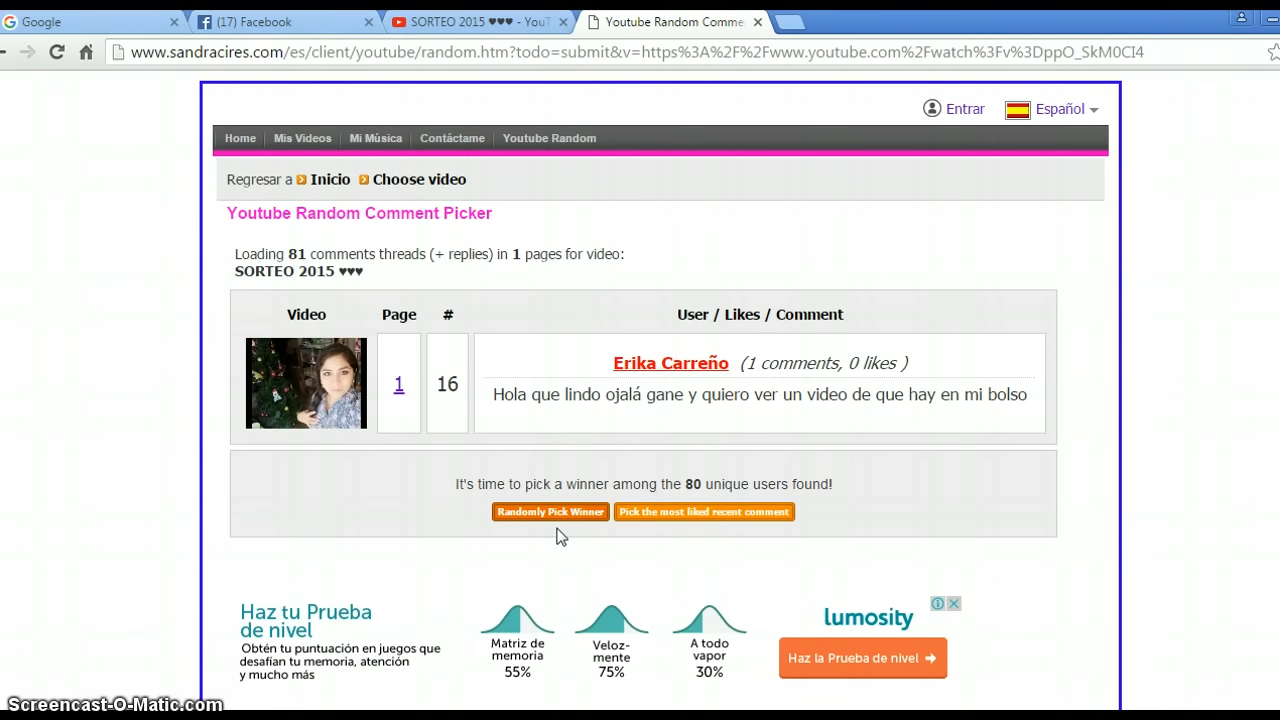 Google
(17) Facebook
SORTEO 2015 ♥♥♥ - YouT
Youtube Random Comme
www.sandracires.com/es/client/youtube/random.htm?todo=submit&v=https%3A%2F%2Fwww.youtube.com%2Fwatch%3Fv%3DppO_SkM0CI4
Entrar
Español
Home
Mis Videos
Mi Música
Contáctame
Youtube Random
Regresar a Inicio Choose video
Youtube Random Comment Picker
Loading 81 comments threads (+ replies) in 1 pages for video:
SORTEO 2015 ♥♥♥
Video Page # User / Likes / Comment
1
16
Erika Carreño (1 comments, 0 likes )
Hola que lindo ojalá gane y quiero ver un video de que hay en mi bolso
It's time to pick a winner among the 80 unique users found!
Randomly Pick Winner
Pick the most liked recent comment
Haz tu Prueba
de nivel
Obtén tu puntuación en juegos que
desafían tu memoria, atención
y mucho más
Matriz de
memoria
55%
Veloz-
mente
75%
A todo
vapor
30%
lumosity
Haz la Prueba de nivel
Screencast-O-Matic.com